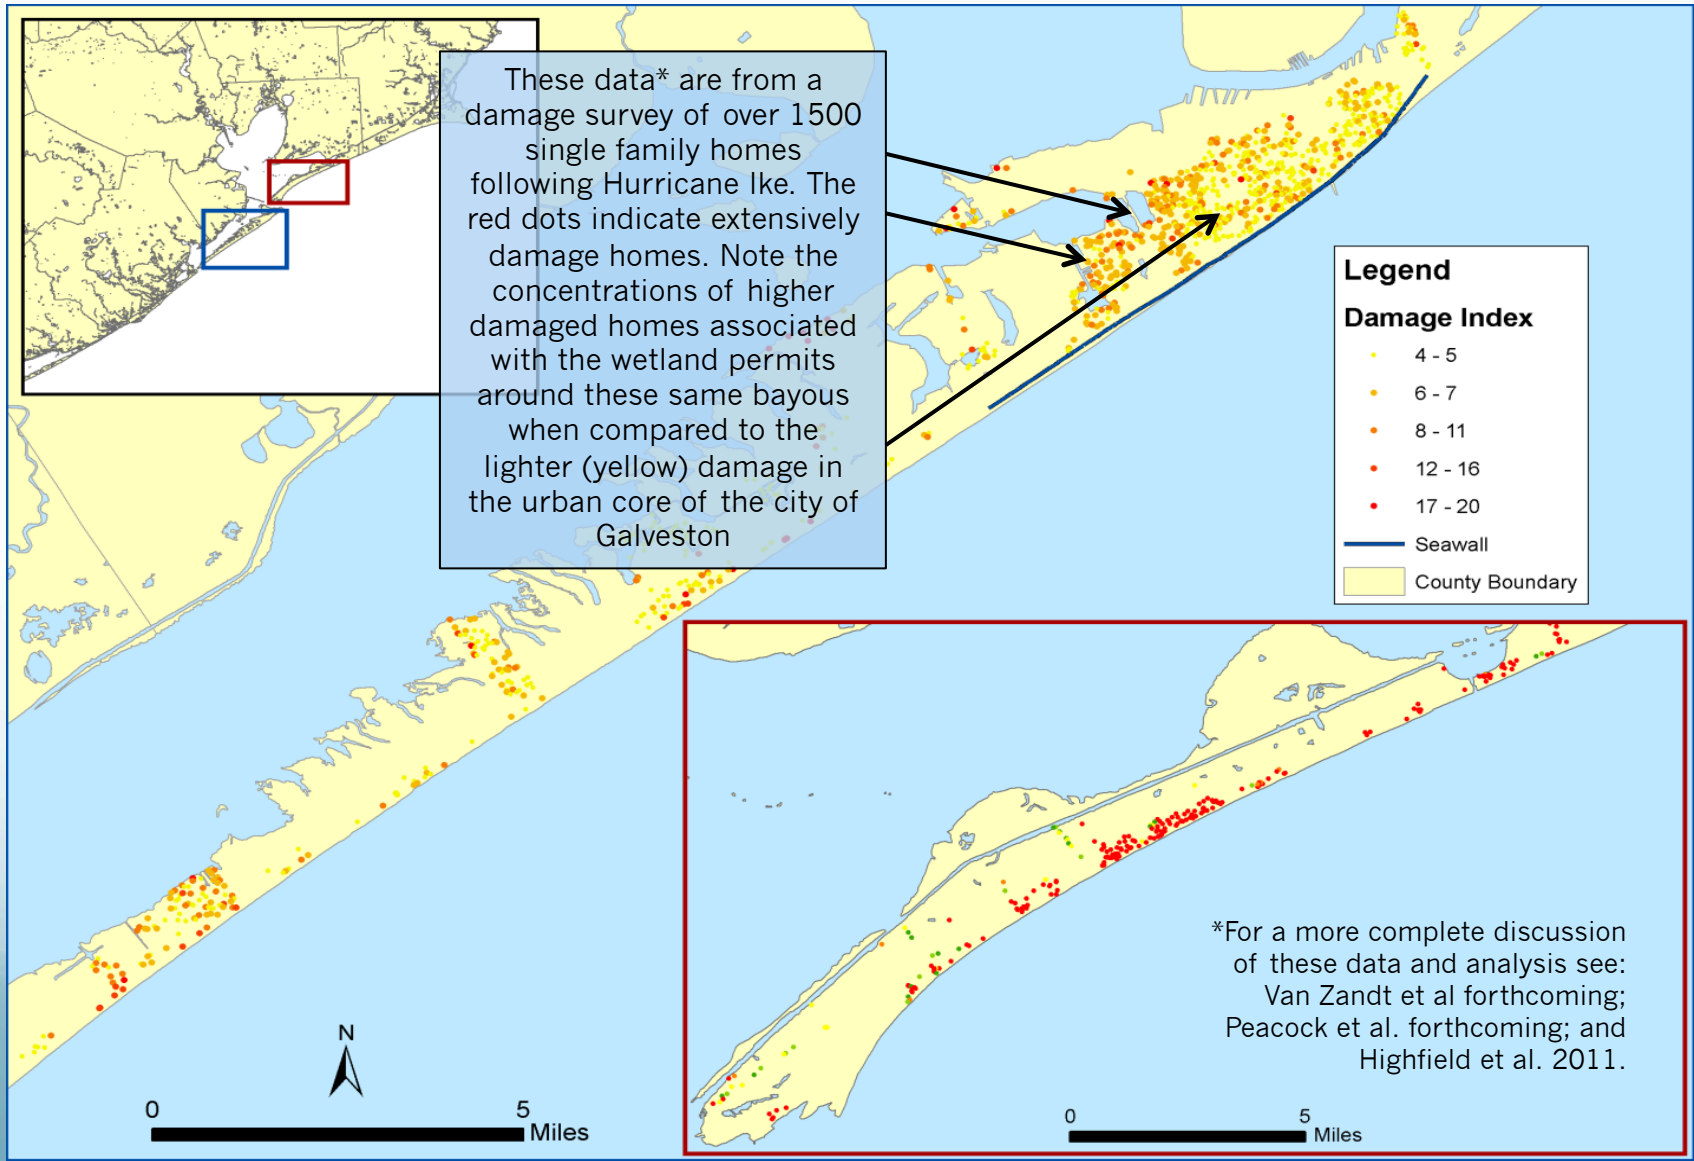 These data* are from a
damage survey of over 1500
single family homes
following Hurricane Ike. The
red dots indicate extensively
damage homes. Note the
concentrations of higher
damaged homes associated
with the wetland permits
around these same bayous
when compared to the
lighter (yellow) damage in
the urban core of the city of
Galveston
Legend
Damage Index
4 - 5
6 - 7
8 - 11
12 - 16
17 - 20
Seawall
County Boundary
*For a more complete discussion
of these data and analysis see:
Van Zandt et al forthcoming;
Peacock et al. forthcoming; and
Highfield et al. 2011.
N
0 5
Miles
0 5
Miles